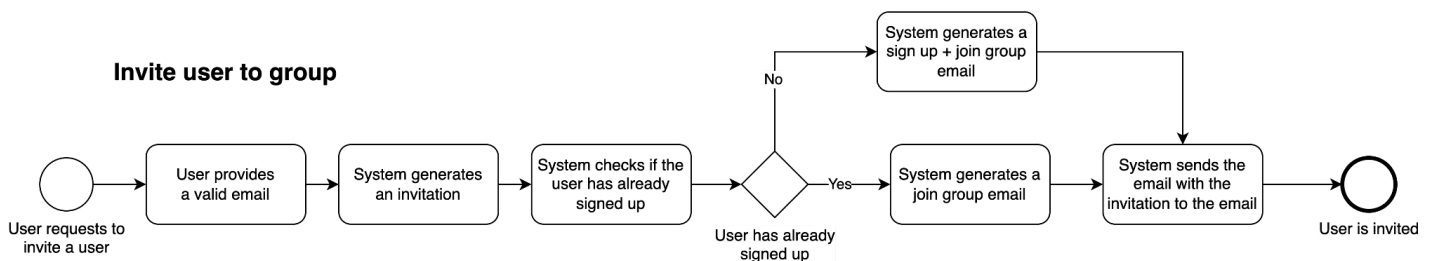 Invite user to group
User requests to
invite a user
User provides
a valid email
System generates
an invitation
System checks if the
user has already
signed up
User has already
signed up
No
System generates a
sign up + join group
email
Yes
System generates a
join group email
System sends the
email with the
invitation to the email
User is invited